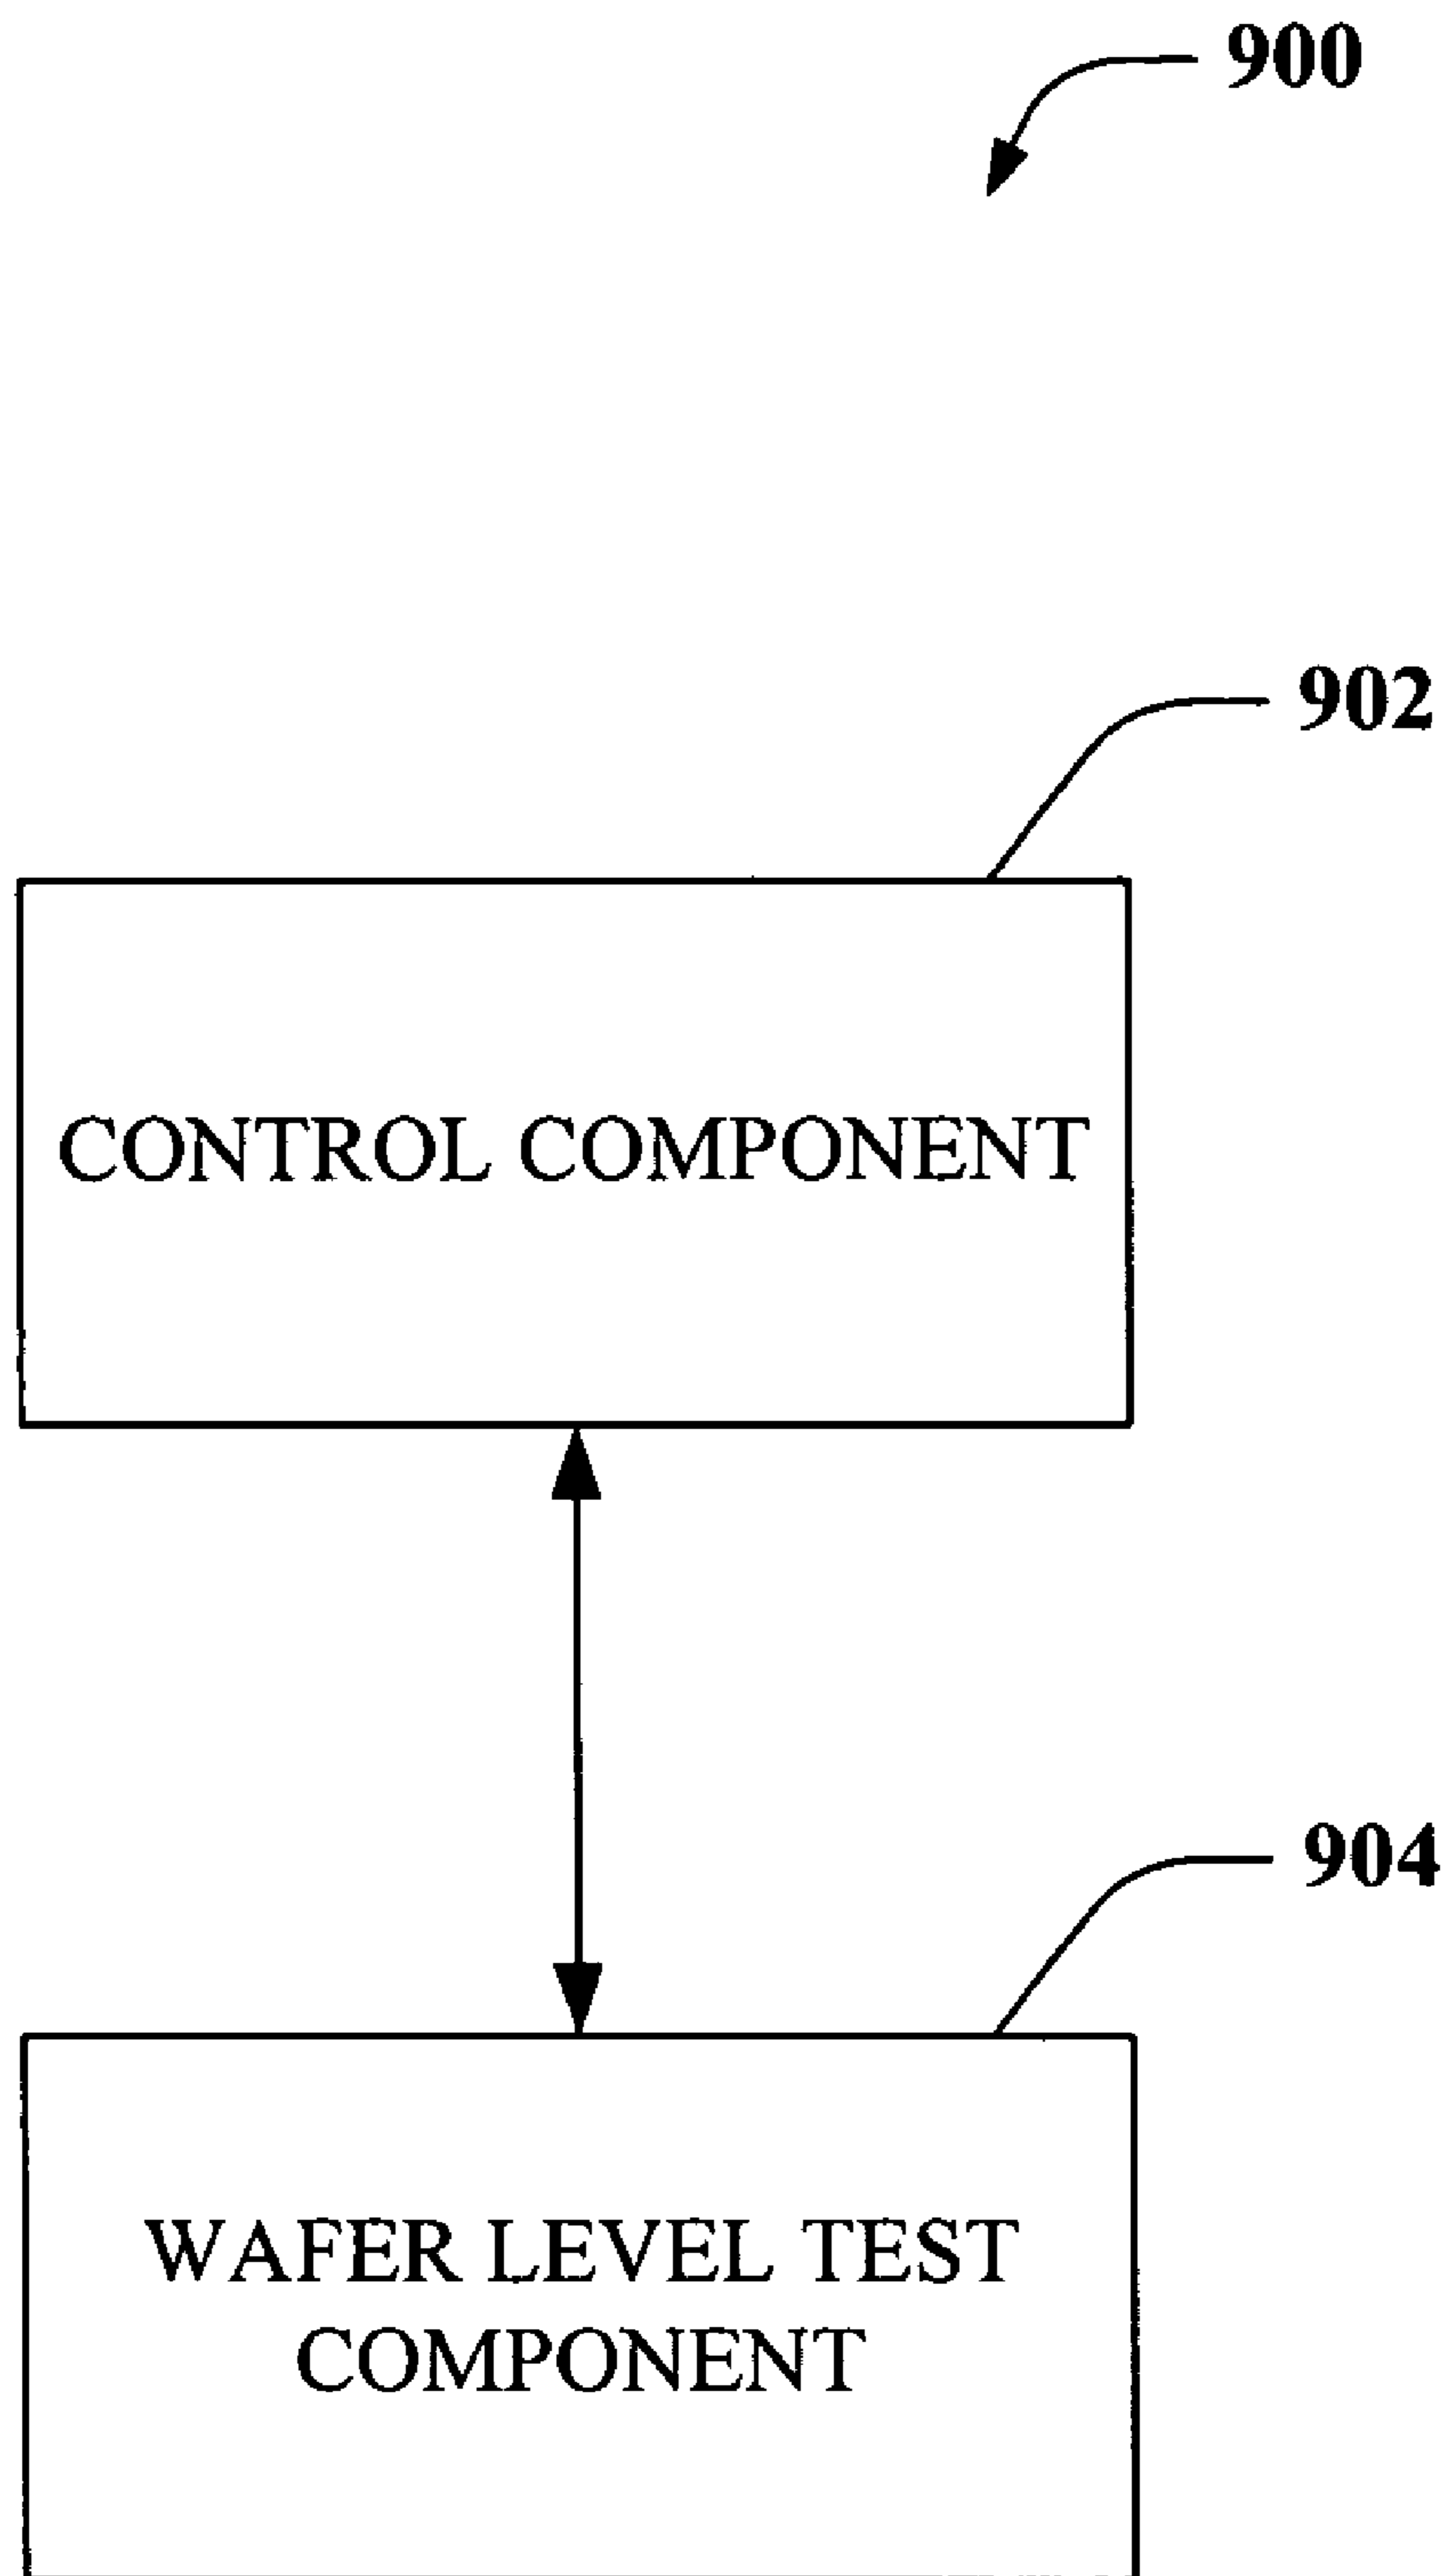 900
902
CONTROL COMPONENT
904
WAFER LEVEL TEST
COMPONENT